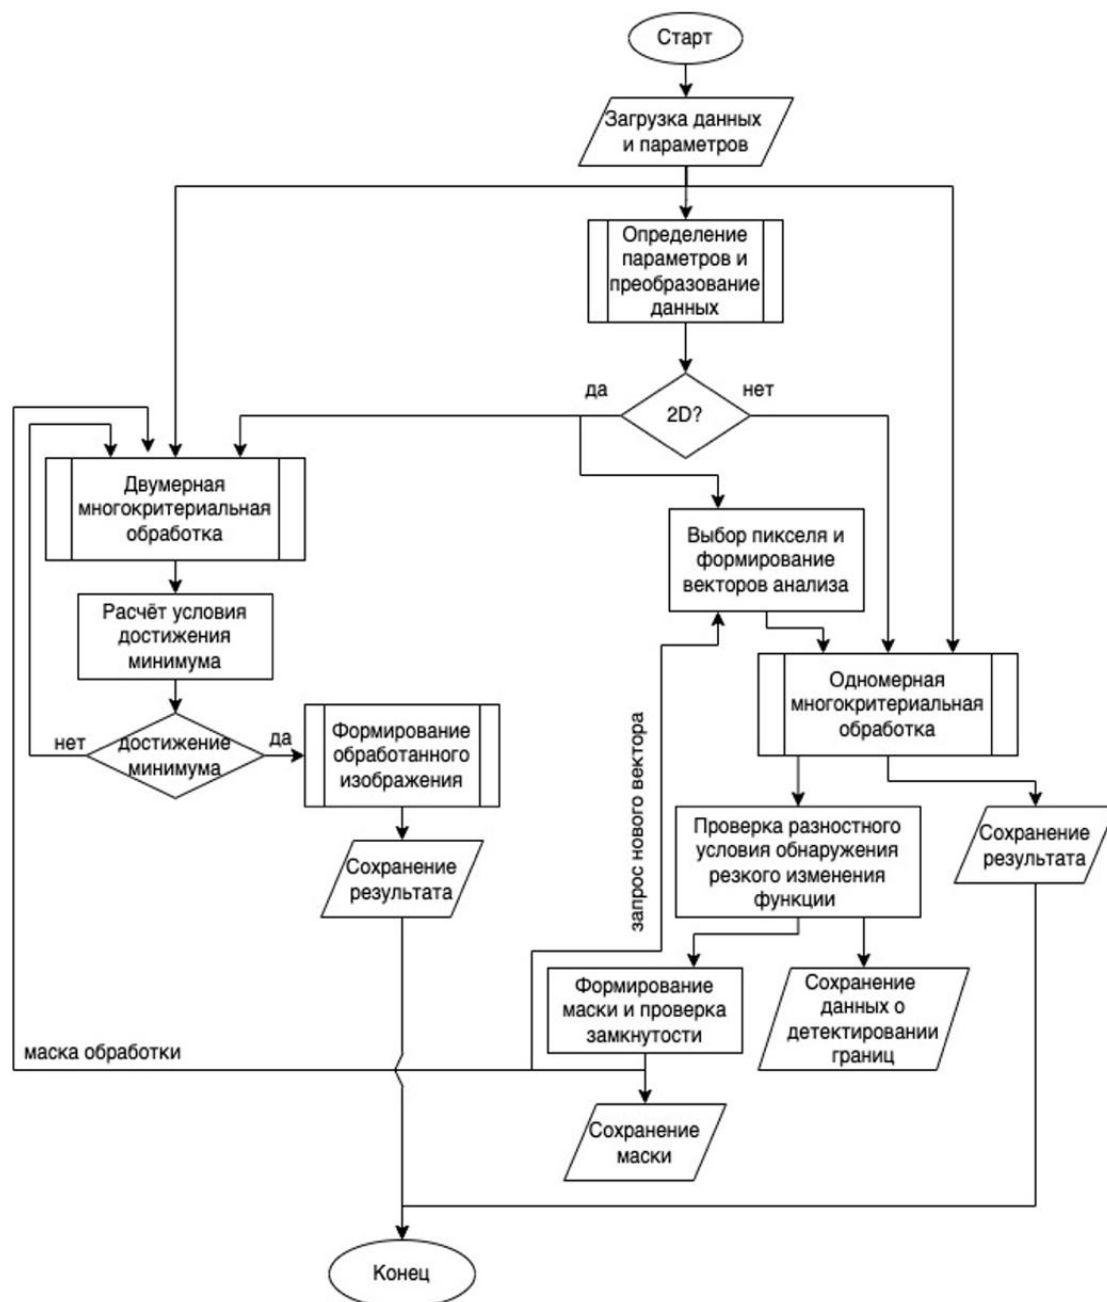 Старт
Загрузка данных
и параметров
Определение
параметров и
преобразование
данных
да
нет
2D?
Двумерная
многокритериальная
обработка
Выбор пикселя и
формирование
векторов анализа
Расчёт условия
достижения
минимума
Одномерная
многокритериальная
обработка
нет
достижение
минимума
да
Формирование
обработанного
изображения
запрос нового вектора
Проверка разностного
условия обнаружения
резкого изменения
функции
Сохранение
результата
Сохранение
результата
Формирование
маски и проверка
замкнутости
Сохранение
данных о
детектировании
границ
маска обработки
Сохранение
маски
Конец